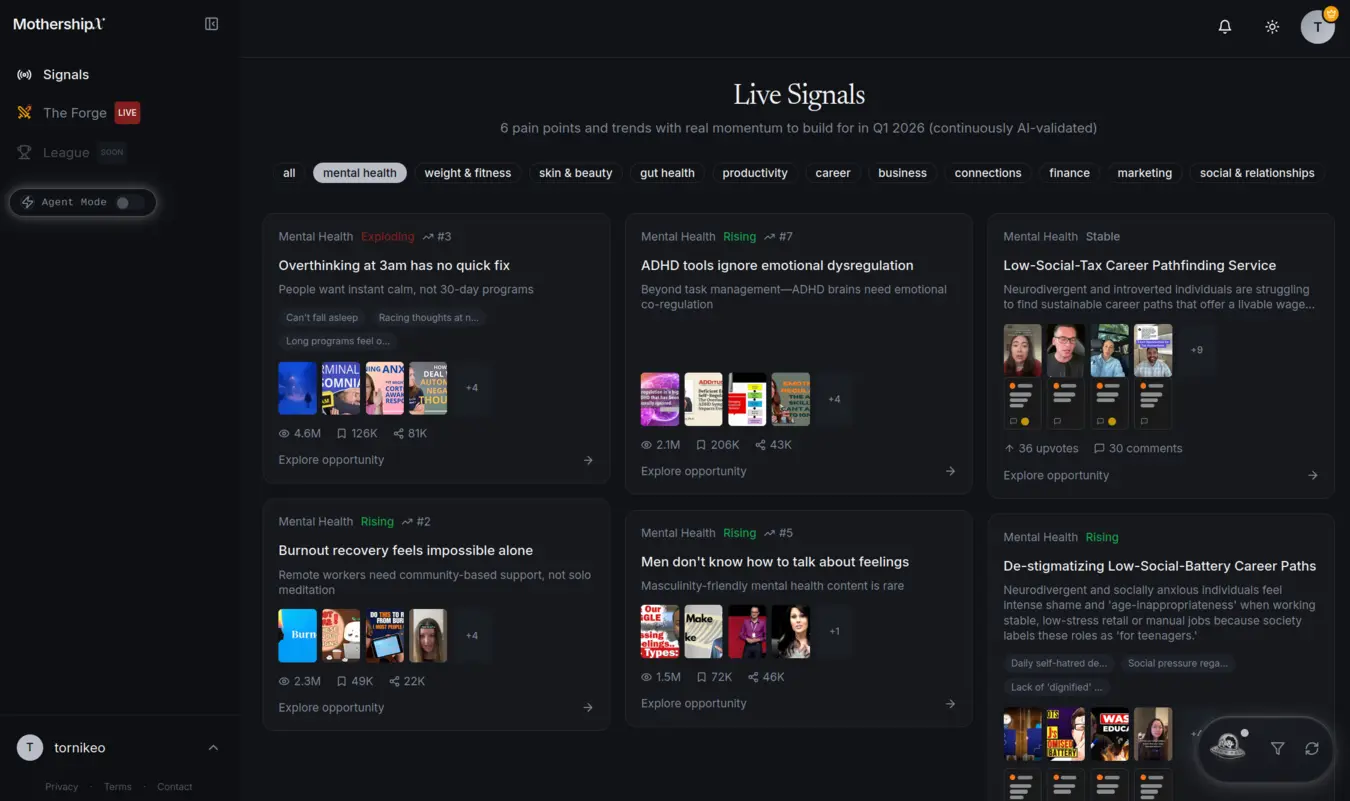 Mothership
Signals
The Forge LIVE
League SOON
Agent Mode
T
Live Signals
6 pain points and trends with real momentum to build for in Q1 2026 (continuously AI-validated)
all mental health weight & fitness skin & beauty gut health productivity career business connections finance marketing social & relationships
Mental Health Exploding #3
Overthinking at 3am has no quick fix
People want instant calm, not 30-day programs
Can't fall asleep Racing thoughts at n...
Long programs feel o...
+4
4.6M 126K 81K
Explore opportunity
Mental Health Rising #2
Burnout recovery feels impossible alone
Remote workers need community-based support, not solo
meditation
Burn
+4
2.3M 49K 22K
Explore opportunity
Mental Health Rising #7
ADHD tools ignore emotional dysregulation
Beyond task management—ADHD brains need emotional
co-regulation
+4
2.1M 206K 43K
Explore opportunity
Mental Health Rising #5
Men don't know how to talk about feelings
Masculinity-friendly mental health content is rare
Our
Make
Types:
+1
1.5M 72K 46K
Explore opportunity
Mental Health Stable
Low-Social-Tax Career Pathfinding Service
Neurodivergent and introverted individuals are struggling
to find sustainable career paths that offer a livable wage...
+9
36 upvotes 30 comments
Explore opportunity
Mental Health Rising
De-stigmatizing Low-Social-Battery Career Paths
Neurodivergent and socially anxious individuals feel
intense shame and 'age-inappropriateness' when working
stable, low-stress retail or manual jobs because society
labels these roles as 'for teenagers.'
Daily self-hatred de... Social pressure rega...
Lack of 'dignified' ...
WAS
EDUCA
T tornikeo
Privacy · Terms · Contact